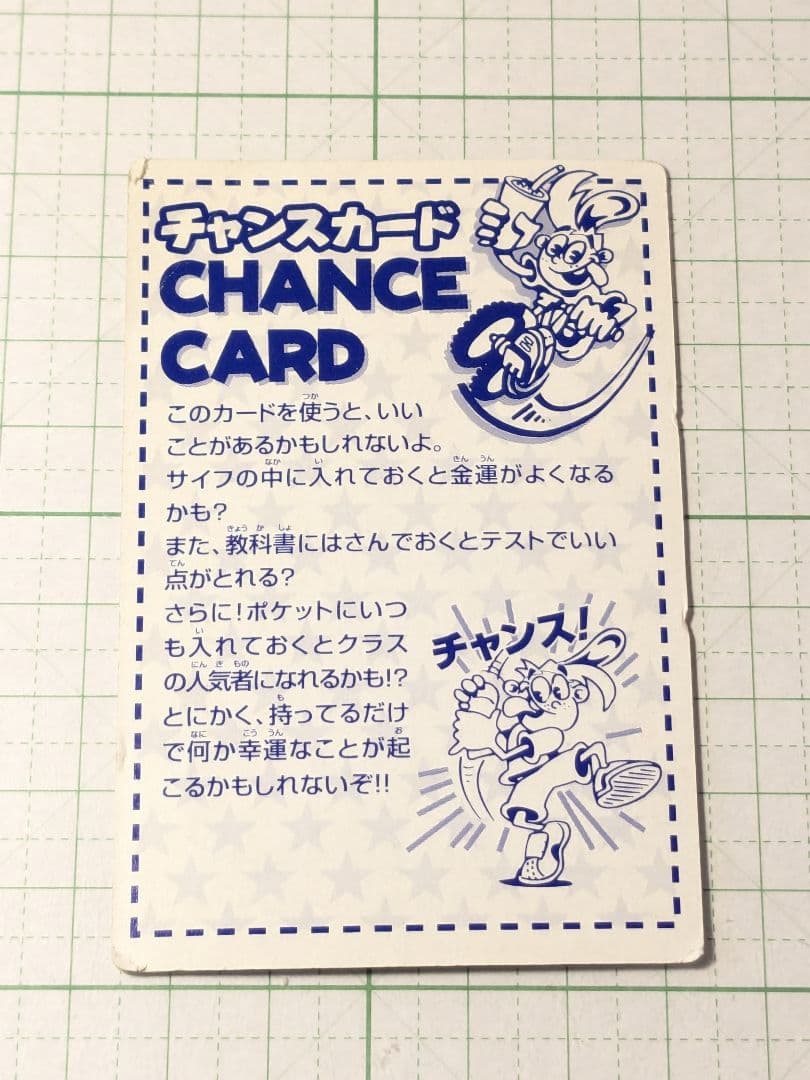 チャンスカード
CHANCE
CARD
このカードを使うと、いい
ことがあるかもしれないよ。
サイフの中に入れておくと金運がよくなる
かも?
また、教科書にはさんでおくとテストでいい
点がとれる?
さらに!ポケットにいつ
も入れておくとクラス
の人気者になれるかも!?
とにかく、持ってるだけ
で何か幸運なことが起
こるかもしれないぞ!!
チャンス!